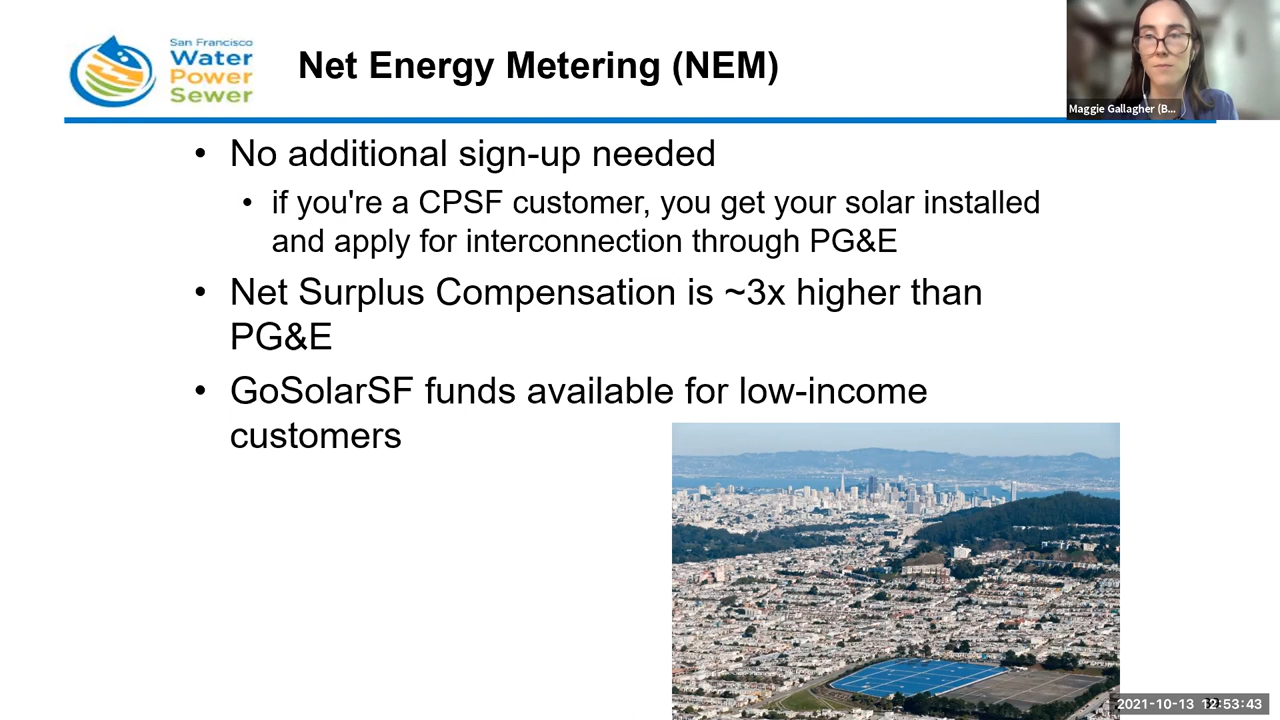 San Francisco
Water
Power
Sewer
Net Energy Metering (NEM)
Maggie Gallagher (B...
• No additional sign-up needed
• if you're a CPSF customer, you get your solar installed
and apply for interconnection through PG&E
• Net Surplus Compensation is ~3x higher than
PG&E
• GoSolarSF funds available for low-income
customers
2021-10-13 12:53:43